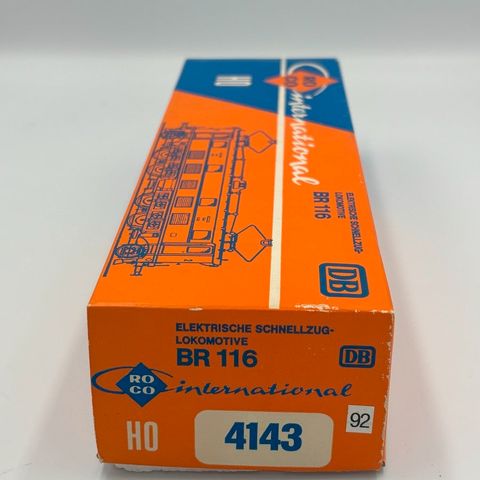 HO
ROCO international
ELEKTRISCHE SCHNELLZUG-
LOKOMOTIVE
BR 116
DB
ELEKTRISCHE SCHNELLZUG-
LOKOMOTIVE
BR 116
DB
ROCO international
HO
4143
92